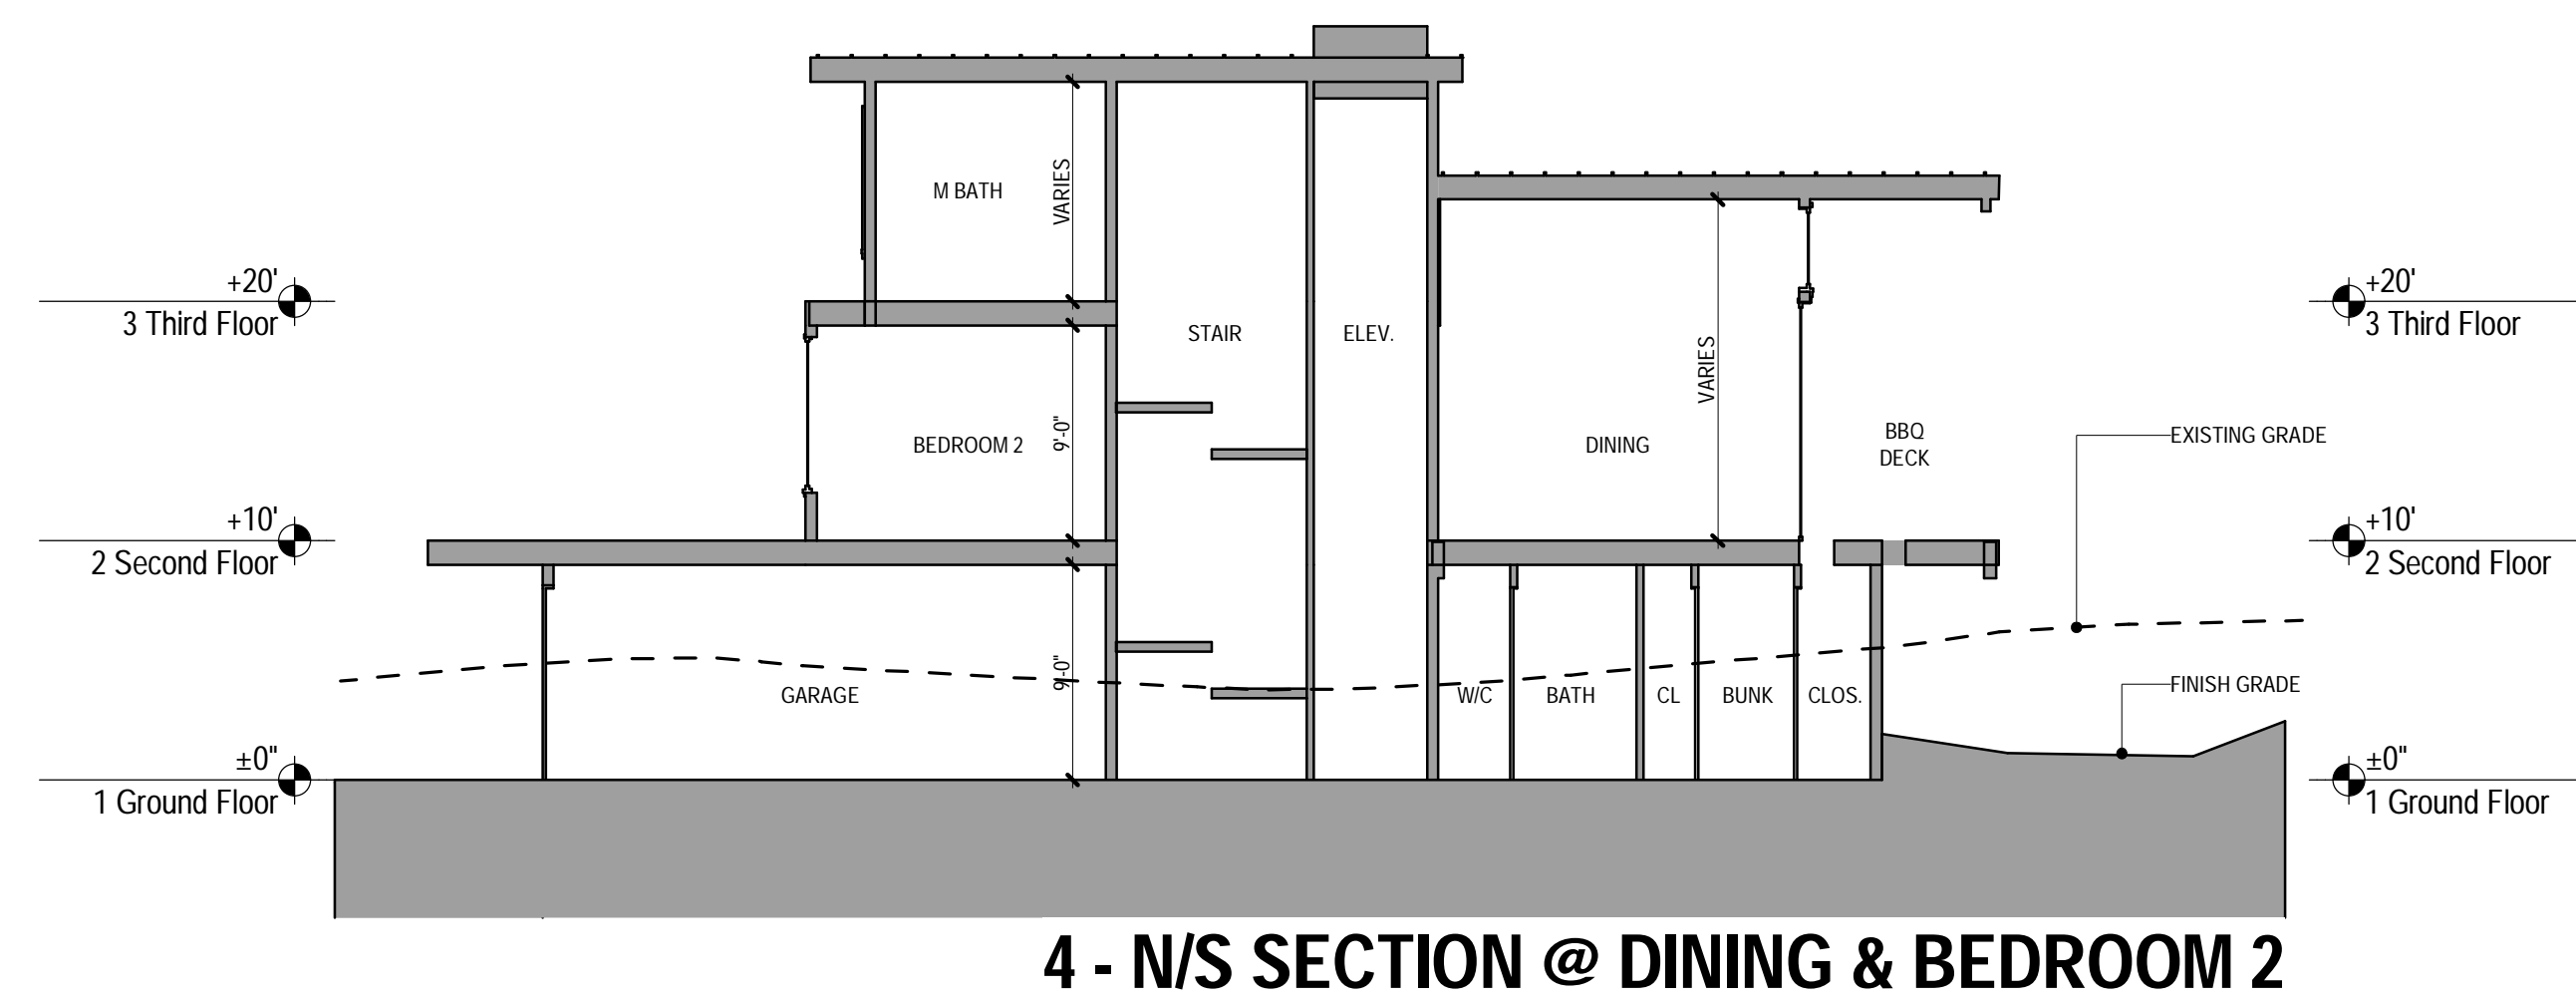 M BATH
VARIES
+20'
3 Third Floor
+20'
3 Third Floor
STAIR
ELEV.
VARIES
BEDROOM 2
9'-0"
DINING
BBQ
DECK
EXISTING GRADE
+10'
2 Second Floor
+10'
2 Second Floor
GARAGE
9'-0"
W/C
BATH
CL
BUNK
CLOS.
FINISH GRADE
±0"
1 Ground Floor
±0"
1 Ground Floor
4 - N/S SECTION @ DINING & BEDROOM 2